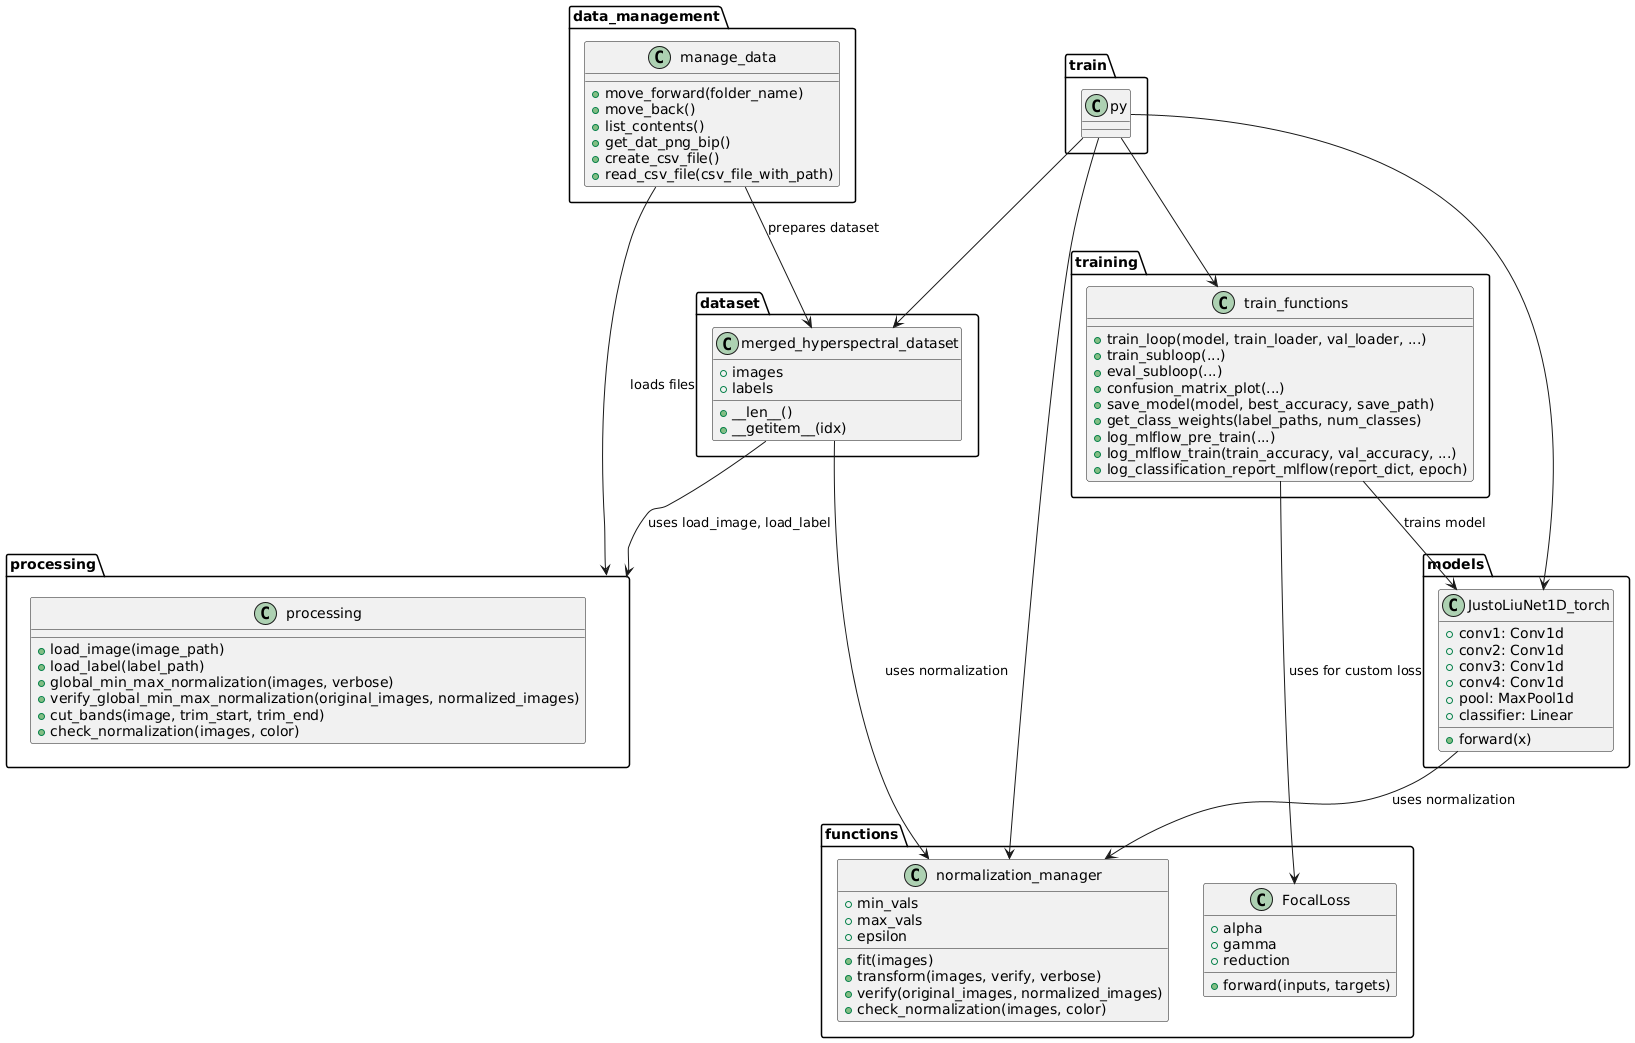 data_management
C manage_data
move_forward(folder_name)
move_back()
list_contents()
get_dat_png_bip()
create_csv_file()
read_csv_file(csv_file_with_path)
train
C py
prepares dataset
training
C train_functions
train_loop(model, train_loader, val_loader, ...)
train_subloop(...)
eval_subloop(...)
confusion_matrix_plot(...)
save_model(model, best_accuracy, save_path)
get_class_weights(label_paths, num_classes)
log_mlflow_pre_train(...)
log_mlflow_train(train_accuracy, val_accuracy, ...)
log_classification_report_mlflow(report_dict, epoch)
dataset
C merged_hyperspectral_dataset
images
labels
__len__()
__getitem__(idx)
loads files
uses load_image, load_label
trains model
processing
C processing
load_image(image_path)
load_label(label_path)
global_min_max_normalization(images, verbose)
verify_global_min_max_normalization(original_images, normalized_images)
cut_bands(image, trim_start, trim_end)
check_normalization(images, color)
uses normalization
uses for custom loss
models
C JustoLiuNet1D_torch
conv1: Conv1d
conv2: Conv1d
conv3: Conv1d
conv4: Conv1d
pool: MaxPool1d
classifier: Linear
forward(x)
uses normalization
functions
C normalization_manager
min_vals
max_vals
epsilon
fit(images)
transform(images, verify, verbose)
verify(original_images, normalized_images)
check_normalization(images, color)
C FocalLoss
alpha
gamma
reduction
forward(inputs, targets)